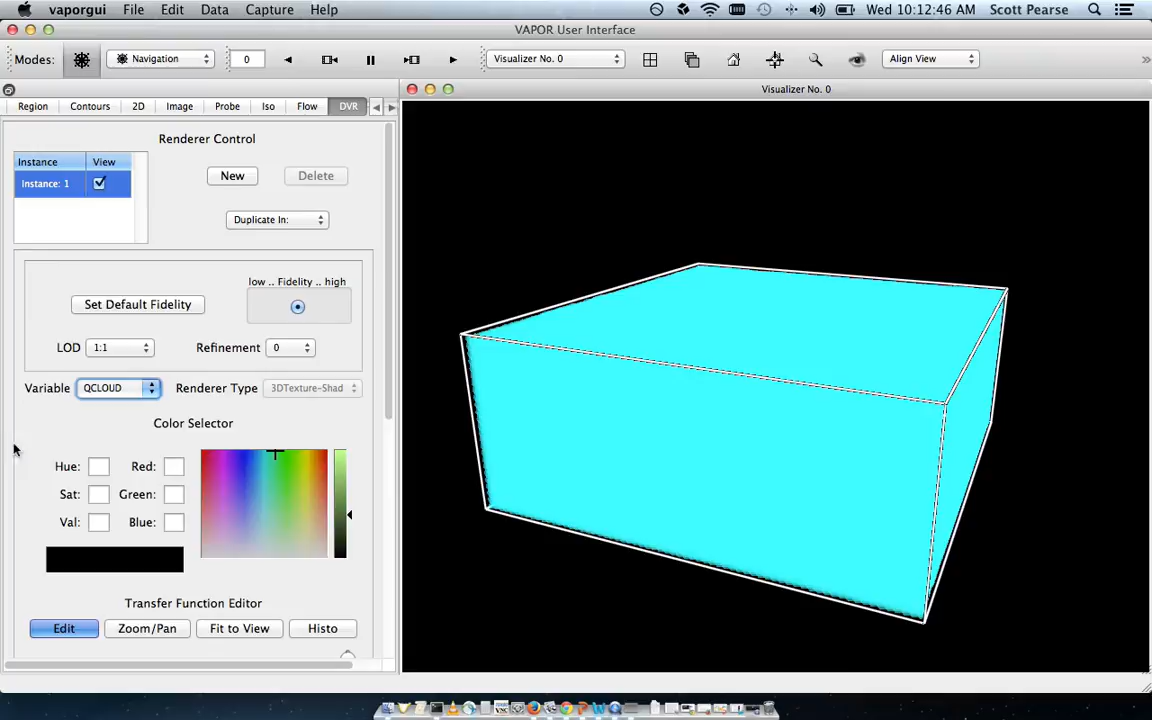 vaporgui File Edit Data Capture Help Wed 10:12:46 AM Scott Pearse
VAPOR User Interface
Modes: Navigation 0 Visualizer No. 0 Align View »
Visualizer No. 0
Region Contours 2D Image Probe Iso Flow DVR
Renderer Control
Instance View
Instance: 1
New Delete
Duplicate In:
low .. Fidelity .. high
Set Default Fidelity
LOD 1:1 Refinement 0
Variable QCLOUD Renderer Type 3DTexture-Shad
Color Selector
Hue: Red:
Sat: Green:
Val: Blue:
Transfer Function Editor
Edit Zoom/Pan Fit to View Histo